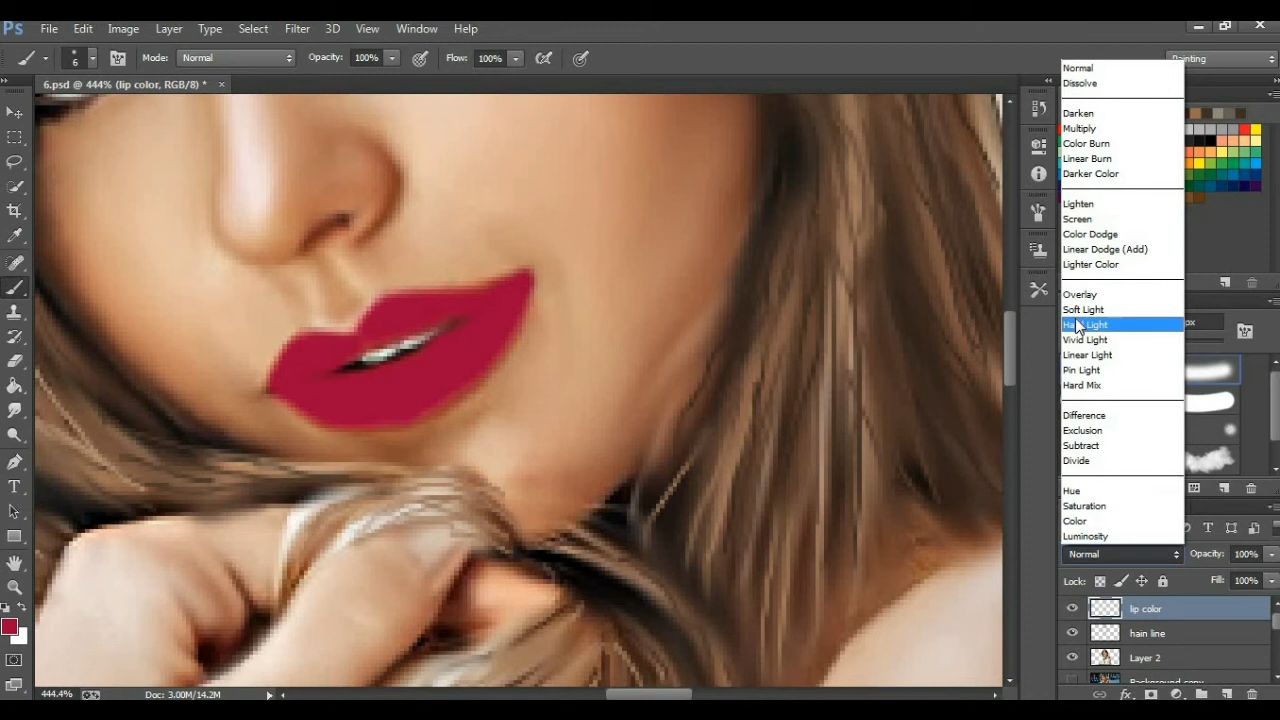 Ps File Edit Image Layer Type Select Filter 3D View Window Help
6 Mode: Normal Opacity: 100% Flow: 100% Painting
6.psd @ 444% (lip color, RGB/8) * ×
Normal
Dissolve
Darken
Multiply
Color Burn
Linear Burn
Darker Color
Lighten
Screen
Color Dodge
Linear Dodge (Add)
Lighter Color
Overlay
Soft Light
Hard Light
px
Vivid Light
Linear Light
Pin Light
Hard Mix
Difference
Exclusion
Subtract
Divide
Hue
Saturation
Color
Luminosity
Normal Opacity: 100%
Lock: Fill: 100%
lip color
hain line
Layer 2
Background copy
444.4% Doc: 3.00M/14.2M
fx